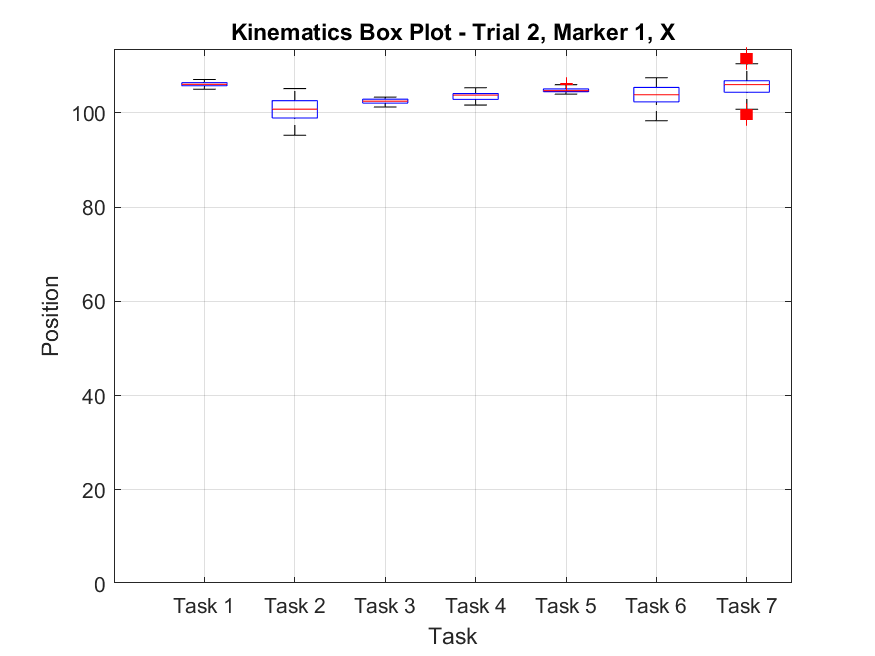 Kinematics Box Plot - Trial 2, Marker 1, X
100
80
60
40
20
0
Position
Task 1 Task 2 Task 3 Task 4 Task 5 Task 6 Task 7
Task